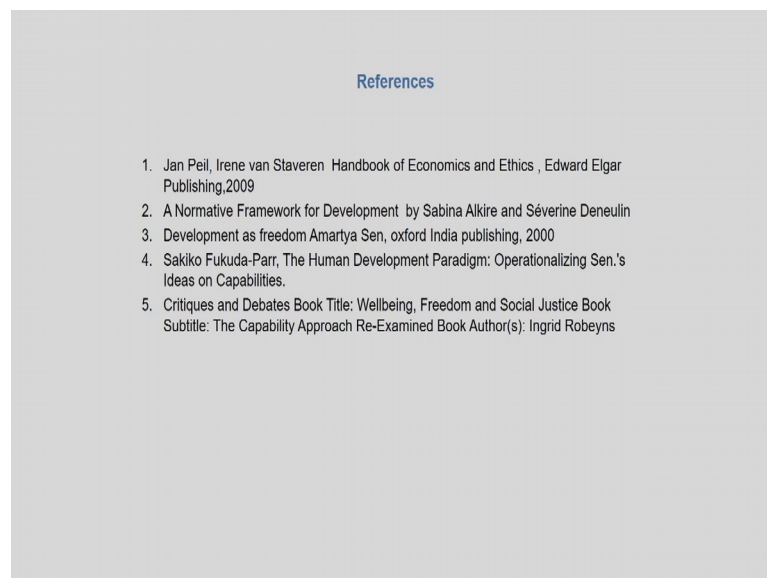 References
1. Jan Peil, Irene van Staveren Handbook of Economics and Ethics , Edward Elgar
Publishing,2009
2. A Normative Framework for Development by Sabina Alkire and Séverine Deneulin
3. Development as freedom Amartya Sen, oxford India publishing, 2000
4. Sakiko Fukuda-Parr, The Human Development Paradigm: Operationalizing Sen.'s
Ideas on Capabilities.
5. Critiques and Debates Book Title: Wellbeing, Freedom and Social Justice Book
Subtitle: The Capability Approach Re-Examined Book Author(s): Ingrid Robeyns